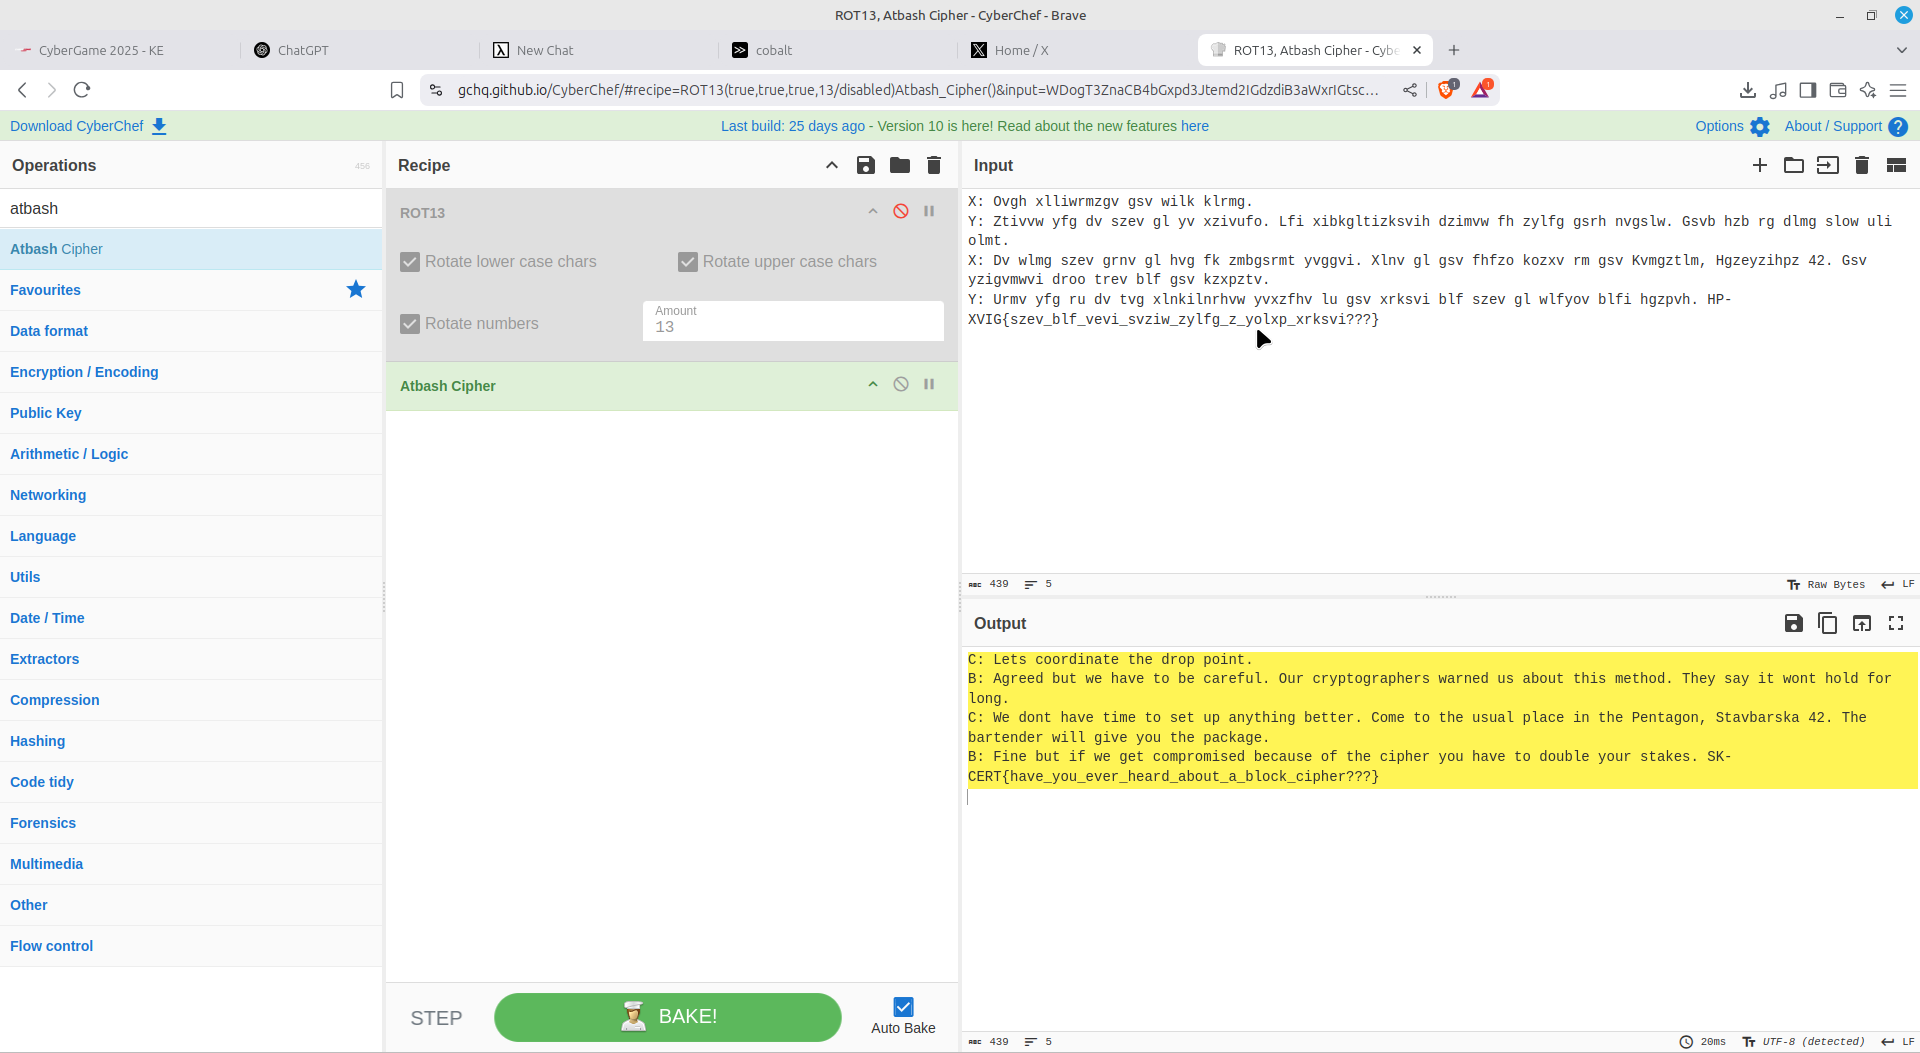 ROT13, Atbash Cipher - CyberChef - Brave
CyberGame 2025 - KE
ChatGPT
New Chat
cobalt
Home / X
ROT13, Atbash Cipher - Cybe
gchq.github.io/CyberChef/#recipe=ROT13(true,true,true,13/disabled)Atbash_Cipher()&input=WDogT3ZnaCB4bGxpd3Jtemd2IGdzdiB3aWxrIGtsc…
1
1
Download CyberChef
Last build: 25 days ago - Version 10 is here! Read about the new features here
Options
About / Support
Operations
456
Recipe
Input
atbash
Atbash Cipher
Favourites
Data format
Encryption / Encoding
Public Key
Arithmetic / Logic
Networking
Language
Utils
Date / Time
Extractors
Compression
Hashing
Code tidy
Forensics
Multimedia
Other
Flow control
ROT13
Rotate lower case chars
Rotate upper case chars
Rotate numbers
Amount
13
Atbash Cipher
STEP
BAKE!
Auto Bake
X: Ovgh xlliwrmzgv gsv wilk klrmg.
Y: Ztivvw yfg dv szev gl yv xzivufo. Lfi xibkgltizksvih dzimvw fh zylfg gsrh nvgslw. Gsvb hzb rg dlmg slow uli
olmt.
X: Dv wlmg szev grnv gl hvg fk zmbgsrmt yvggvi. Xlnv gl gsv fhfzo kozxv rm gsv Kvmgztlm, Hgzeyzihpz 42. Gsv
yzigvmwvi droo trev blf gsv kzxpztv.
Y: Urmv yfg ru dv tvg xlnkilnrhvw yvxzfhv lu gsv xrksvi blf szev gl wlfyov blfi hgzpvh. HP-
XVIG{szev_blf_vevi_svziw_zylfg_z_yolxp_xrksvi???}
ABC 439
5
Raw Bytes
LF
Output
C: Lets coordinate the drop point.
B: Agreed but we have to be careful. Our cryptographers warned us about this method. They say it wont hold for
long.
C: We dont have time to set up anything better. Come to the usual place in the Pentagon, Stavbarska 42. The
bartender will give you the package.
B: Fine but if we get compromised because of the cipher you have to double your stakes. SK-
CERT{have_you_ever_heard_about_a_block_cipher???}
ABC 439
5
20ms
UTF-8 (detected)
LF